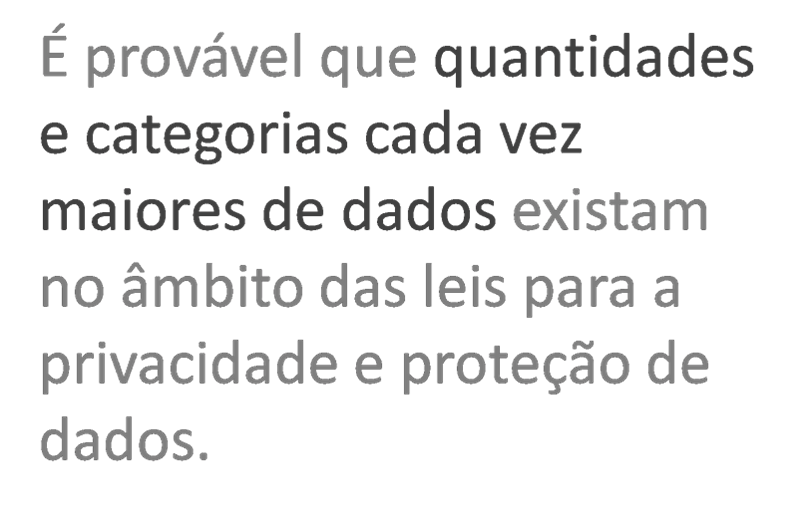 É provável que quantidades
e categorias cada vez
maiores de dados existam
no âmbito das leis para a
privacidade e proteção de
dados.